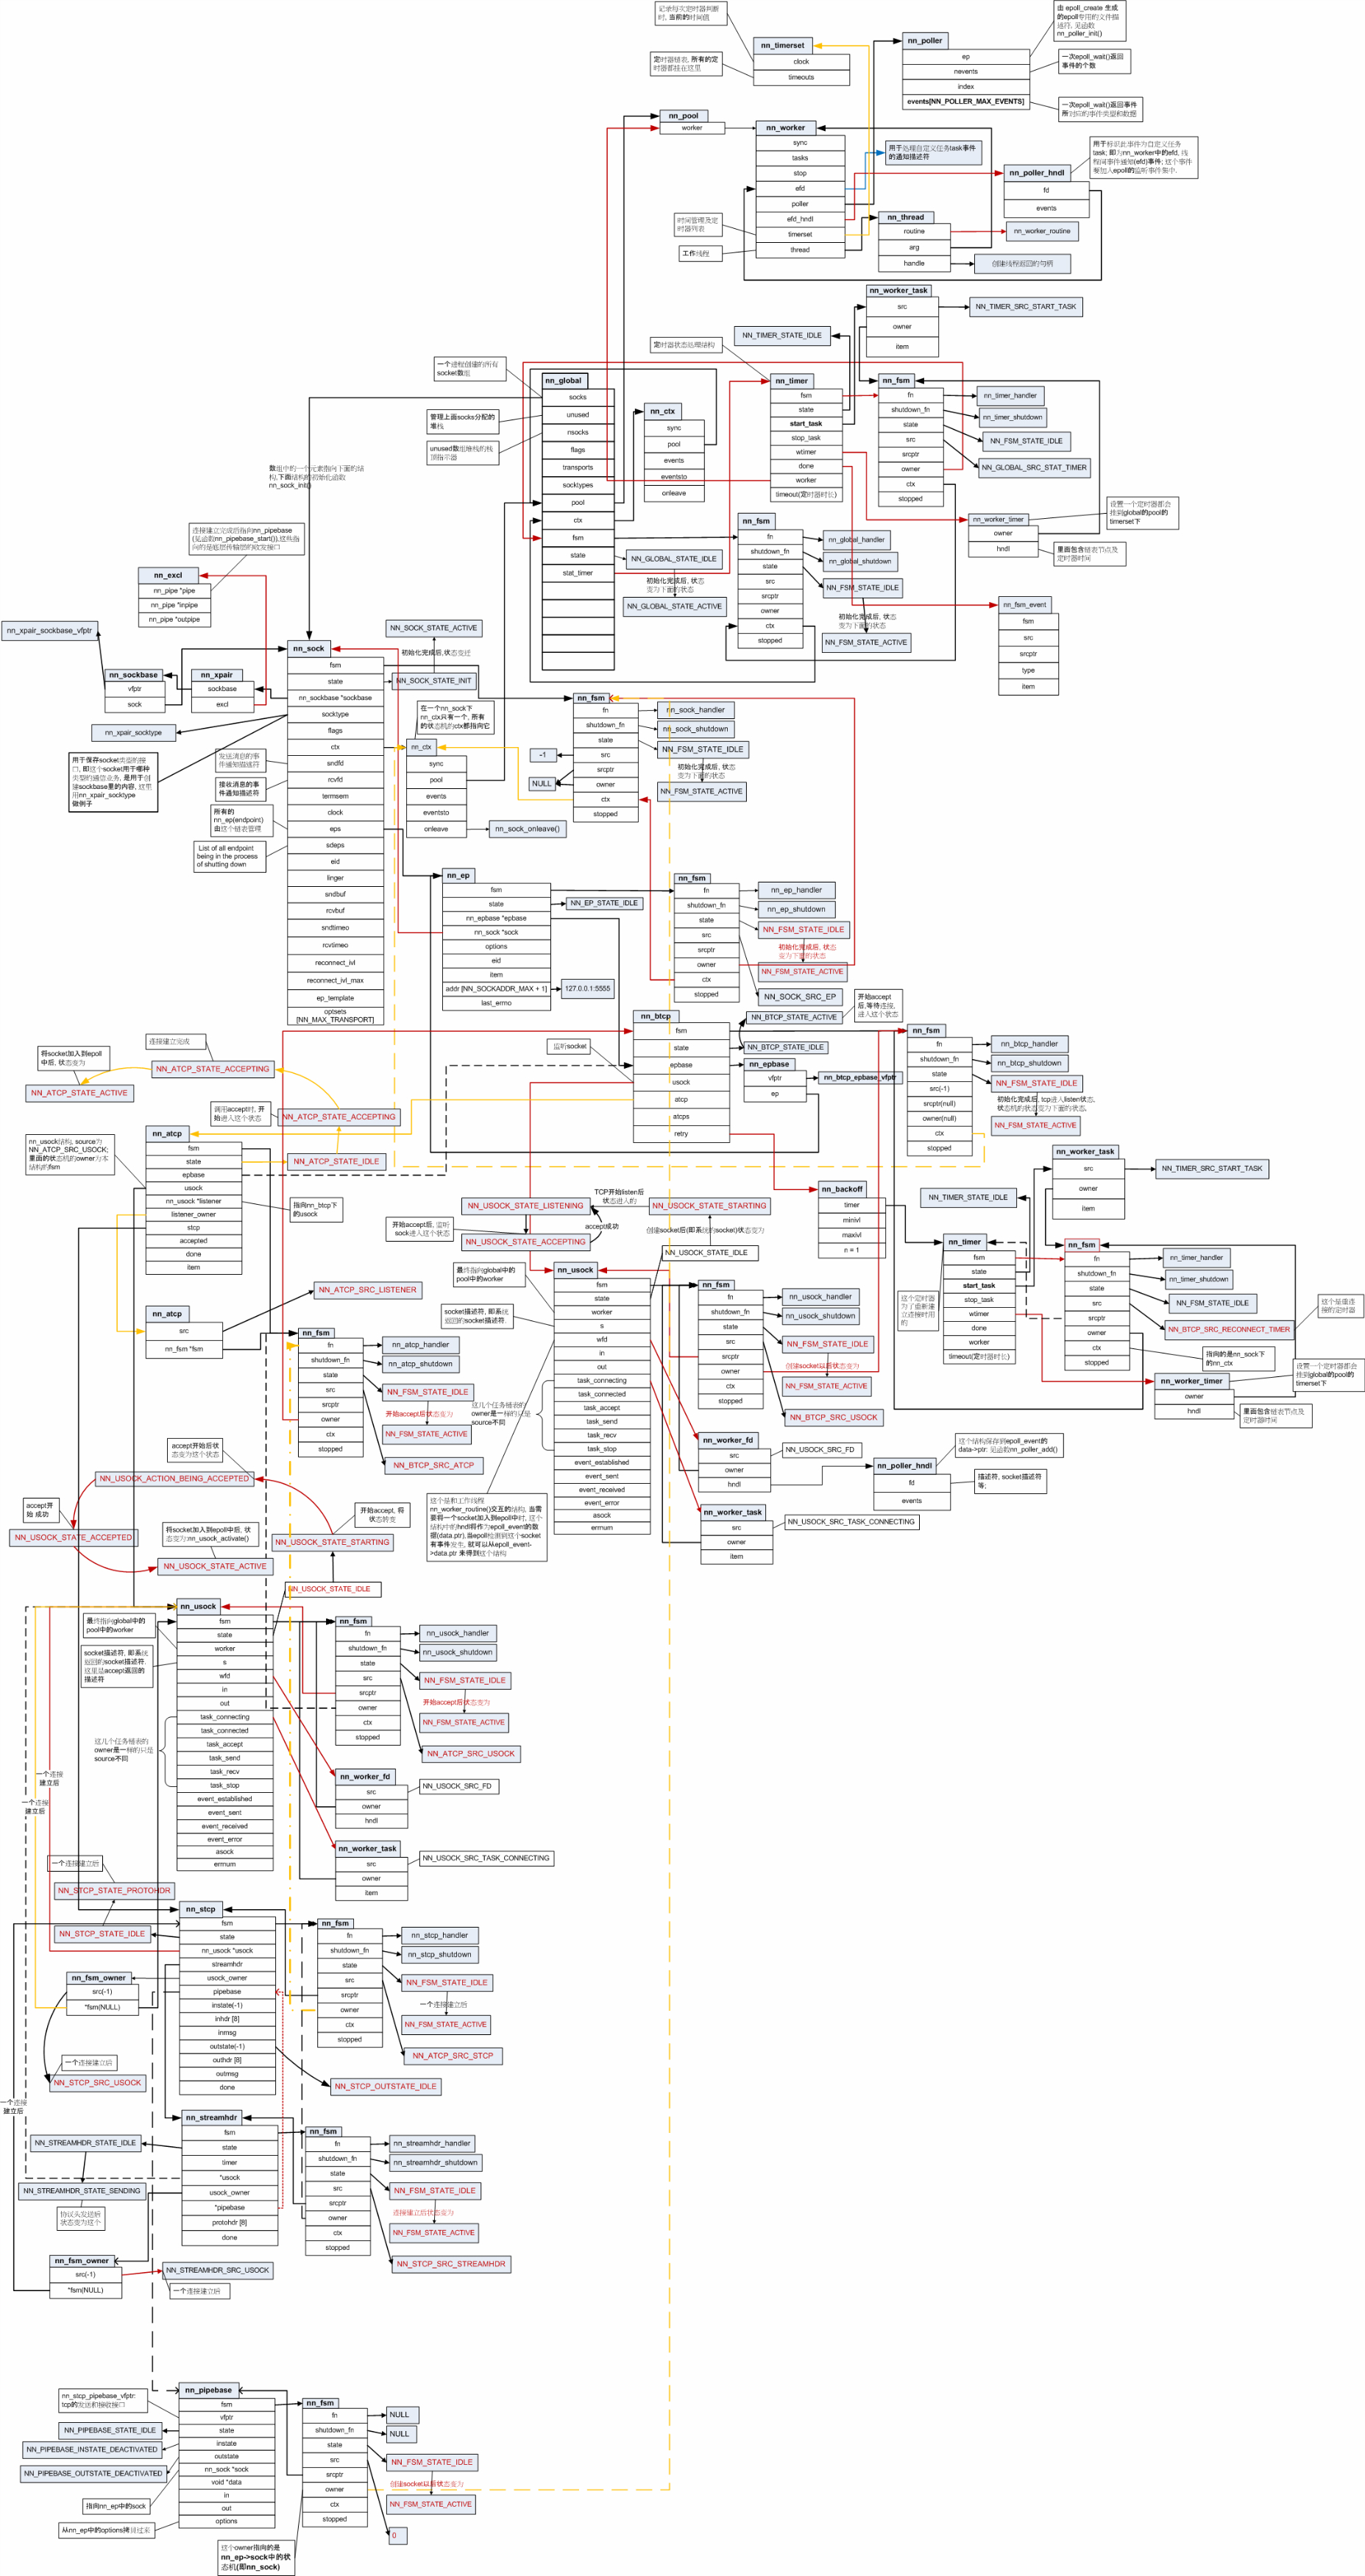 记录每次定时器判断
时, 当前的时间值
由 epoll_create 生成
的epoll专用的文件描
述符, 见函数
nn_poller_init()
nn_timerset
clock
timeouts
定时器链表, 所有的定
时器都挂在这里
nn_poller
ep
nevents
index
events[NN_POLLER_MAX_EVENTS]
一次epoll_wait()返回
事件的个数
一次epoll_wait()返回事件
所对应的事件类型和数据
nn_pool
worker
nn_worker
sync
tasks
stop
efd
poller
efd_hndl
timerset
thread
用于处理自定义任务task事件
的通知描述符
用于标识此事件为自定义任务
task; 即为nn_worker中的efd, 线
程间事件通知(efd)事件; 这个事件
要加入epoll的监听事件集中.
nn_poller_hndl
fd
events
时间管理及定
时器列表
工作线程
nn_thread
routine
arg
handle
nn_worker_routine
创建线程返回的句柄
nn_worker_task
src
owner
item
NN_TIMER_SRC_START_TASK
NN_TIMER_STATE_IDLE
定时器状态处理结构
一个进程创建的所有
socket数组
管理上面socks分配的
堆栈
unused数组堆栈的栈
顶指示器
nn_global
socks
unused
nsocks
flags
transports
socktypes
pool
ctx
fsm
state
stat_timer
nn_ctx
sync
pool
events
eventsto
onleave
nn_timer
fsm
state
start_task
stop_task
wtimer
done
worker
timeout(定时器时长)
nn_fsm
fn
shutdown_fn
state
src
srcptr
owner
ctx
stopped
nn_timer_handler
nn_timer_shutdown
NN_FSM_STATE_IDLE
NN_GLOBAL_SRC_STAT_TIMER
数组中的一个元素指向下面的结
构,下面结构的初始化函数
nn_sock_init()
设置一个定时器都会
挂到global的pool的
timerset下
nn_worker_timer
owner
hndl
里面包含链表节点及
定时器时间
nn_fsm
fn
shutdown_fn
state
src
srcptr
owner
ctx
stopped
nn_global_handler
nn_global_shutdown
NN_FSM_STATE_IDLE
初始化完成后, 状态
变为下面的状态
NN_FSM_STATE_ACTIVE
NN_GLOBAL_STATE_IDLE
初始化完成后, 状态
变为下面的状态
NN_GLOBAL_STATE_ACTIVE
nn_fsm_event
fsm
src
srcptr
type
item
连接建立完成后指向nn_pipebase
(见函数nn_pipebase_start()),这些指
向的是底层传输层的收发接口
nn_excl
nn_pipe *pipe
nn_pipe *inpipe
nn_pipe *outpipe
nn_xpair_sockbase_vfptr
nn_sockbase
vfptr
sock
nn_xpair
sockbase
excl
nn_xpair_socktype
用于保存socket类型的接
口, 即这个socket用于哪种
类型的通信业务, 是用于创
建sockbase里的内容, 这里
用nn_xpair_socktype
做例子
nn_sock
fsm
state
nn_sockbase *sockbase
socktype
flags
ctx
sndfd
rcvfd
termsem
clock
eps
sdeps
eid
linger
sndbuf
rcvbuf
sndtimeo
rcvtimeo
reconnect_ivl
reconnect_ivl_max
ep_template
optsets
[NN_MAX_TRANSPORT]
NN_SOCK_STATE_ACTIVE
初始化完成后,状态变迁
NN_SOCK_STATE_INIT
在一个nn_sock下
nn_ctx只有一个, 所有
的状态机的ctx都指向它
发送消息的事
件通知描述符
接收消息的事
件通知描述符
所有的
nn_ep(endpoint)
由这个链表管理
List of all endpoint
being in the process
of shutting down
nn_ctx
sync
pool
events
eventsto
onleave
nn_sock_onleave()
nn_fsm
fn
shutdown_fn
state
src
srcptr
owner
ctx
stopped
-1
NULL
nn_sock_handler
nn_sock_shutdown
NN_FSM_STATE_IDLE
初始化完成后, 状态
变为下面的状态
NN_FSM_STATE_ACTIVE
nn_ep
fsm
state
nn_epbase *epbase
nn_sock *sock
options
eid
item
addr [NN_SOCKADDR_MAX + 1]
last_errno
NN_EP_STATE_IDLE
127.0.0.1:5555
nn_fsm
fn
shutdown_fn
state
src
srcptr
owner
ctx
stopped
nn_ep_handler
nn_ep_shutdown
NN_FSM_STATE_IDLE
初始化完成后, 状态
变为下面的状态
NN_FSM_STATE_ACTIVE
NN_SOCK_SRC_EP
开始accept
后,等待连接,
进入这个状态
NN_BTCP_STATE_ACTIVE
NN_BTCP_STATE_IDLE
监听socket
nn_btcp
fsm
state
epbase
usock
atcp
atcps
retry
nn_epbase
vfptr
ep
nn_btcp_epbase_vfptr
nn_fsm
fn
shutdown_fn
state
src(-1)
srcptr(null)
owner(null)
ctx
stopped
nn_btcp_handler
nn_btcp_shutdown
NN_FSM_STATE_IDLE
初始化完成后, tcp进入listen状态,
状态机的状态变为下面的状态,
NN_FSM_STATE_ACTIVE
连接建立完成
将socket加入到epoll
中后, 状态变为
NN_ATCP_STATE_ACCEPTING
NN_ATCP_STATE_ACTIVE
调用accept时, 开
始进入这个状态
NN_ATCP_STATE_ACCEPTING
NN_ATCP_STATE_IDLE
nn_usock结构, source为
NN_ATCP_SRC_USOCK;
里面的状态机的owner为本
结构的fsm
nn_atcp
fsm
state
epbase
usock
nn_usock *listener
listener_owner
stcp
accepted
done
item
指向nn_btcp下
的usock
nn_atcp
src
nn_fsm *fsm
NN_ATCP_SRC_LISTENER
TCP开始listen后
状态进入的
NN_USOCK_STATE_LISTENING
NN_USOCK_STATE_STARTING
开始accept后, 监听
sock进入这个状态
NN_USOCK_STATE_ACCEPTING
accept成功
创建socket后(即系统的socket)状态变为
NN_USOCK_STATE_IDLE
nn_backoff
timer
minivl
maxivl
n = 1
NN_TIMER_STATE_IDLE
nn_worker_task
src
owner
item
NN_TIMER_SRC_START_TASK
nn_timer
fsm
state
start_task
stop_task
wtimer
done
worker
timeout(定时器时长)
这个定时器
为了重新建
立连接时用
的
nn_fsm
fn
shutdown_fn
state
src
srcptr
owner
ctx
stopped
nn_timer_handler
nn_timer_shutdown
NN_FSM_STATE_IDLE
NN_BTCP_SRC_RECONNECT_TIMER
这个是重连
接的定时器
指向的是nn_sock下
的nn_ctx
设置一个定时器都会
挂到global的pool的
timerset下
nn_worker_timer
owner
hndl
里面包含链表节点及
定时器时间
最终指向global中的
pool中的worker
socket描述符, 即系统
返回的socket描述符.
nn_usock
fsm
state
worker
s
wfd
in
out
task_connecting
task_connected
task_accept
task_send
task_recv
task_stop
event_established
event_sent
event_received
event_error
asock
errnum
这几个任务链表的
owner是一样的只是
source不同
nn_fsm
fn
shutdown_fn
state
src
srcptr
owner
ctx
stopped
nn_usock_handler
nn_usock_shutdown
NN_FSM_STATE_IDLE
创建socket以后状态变为
NN_FSM_STATE_ACTIVE
NN_BTCP_SRC_USOCK
nn_worker_fd
src
owner
hndl
NN_USOCK_SRC_FD
这个结构保存到epoll_event的
data->ptr: 见函数nn_poller_add()
nn_poller_hndl
fd
events
描述符, socket描述符
等;
nn_worker_task
src
owner
item
NN_USOCK_SRC_TASK_CONNECTING
这个是和工作线程
nn_worker_routine()交互的结构, 当需
要将一个socket加入到epoll中时, 这个
结构中的hndl将作为epoll_event的数
据(data.ptr),当epoll检测到这个socket
有事件发生, 就可以从epoll_event-
>data.ptr 来得到这个结构
nn_fsm
fn
shutdown_fn
state
src
srcptr
owner
ctx
stopped
nn_atcp_handler
nn_atcp_shutdown
NN_FSM_STATE_IDLE
开始accept后状态变为
NN_FSM_STATE_ACTIVE
NN_BTCP_SRC_ATCP
accept开始后状
态变为这个状态
NN_USOCK_ACTION_BEING_ACCEPTED
accept开
始 成功
NN_USOCK_STATE_ACCEPTED
将socket加入到epoll中后, 状
态变为:nn_usock_activate()
NN_USOCK_STATE_ACTIVE
开始accept, 将
状态转变
NN_USOCK_STATE_STARTING
NN_USOCK_STATE_IDLE
最终指向global中的
pool中的worker
socket描述符, 即系统
返回的socket描述符.
这里是accept返回的
描述符
nn_usock
fsm
state
worker
s
wfd
in
out
task_connecting
task_connected
task_accept
task_send
task_recv
task_stop
event_established
event_sent
event_received
event_error
asock
errnum
这几个任务链表的
owner是一样的只是
source不同
nn_fsm
fn
shutdown_fn
state
src
srcptr
owner
ctx
stopped
nn_usock_handler
nn_usock_shutdown
NN_FSM_STATE_IDLE
开始accept后状态变为
NN_FSM_STATE_ACTIVE
NN_ATCP_SRC_USOCK
nn_worker_fd
src
owner
hndl
NN_USOCK_SRC_FD
nn_worker_task
src
owner
item
NN_USOCK_SRC_TASK_CONNECTING
一个连接
建立后
一个连接
建立后
一个连接建立后
NN_STCP_STATE_PROTOHDR
NN_STCP_STATE_IDLE
nn_stcp
fsm
state
nn_usock *usock
streamhdr
usock_owner
pipebase
instate(-1)
inhdr [8]
inmsg
outstate(-1)
outhdr [8]
outmsg
done
nn_fsm_owner
src(-1)
*fsm(NULL)
一个连接建立后
NN_STCP_SRC_USOCK
NN_STCP_OUTSTATE_IDLE
nn_fsm
fn
shutdown_fn
state
src
srcptr
owner
ctx
stopped
nn_stcp_handler
nn_stcp_shutdown
NN_FSM_STATE_IDLE
一个连接建立后
NN_FSM_STATE_ACTIVE
NN_ATCP_SRC_STCP
一个连接
建立后
nn_streamhdr
fsm
state
timer
*usock
usock_owner
*pipebase
protohdr [8]
done
NN_STREAMHDR_STATE_IDLE
NN_STREAMHDR_STATE_SENDING
协议头发送后
状态变为这个
nn_fsm
fn
shutdown_fn
state
src
srcptr
owner
ctx
stopped
nn_streamhdr_handler
nn_streamhdr_shutdown
NN_FSM_STATE_IDLE
连接建立后状态变为
NN_FSM_STATE_ACTIVE
NN_STCP_SRC_STREAMHDR
nn_fsm_owner
src(-1)
*fsm(NULL)
NN_STREAMHDR_SRC_USOCK
一个连接建立后
nn_stcp_pipebase_vfptr:
tcp的发送和接收接口
nn_pipebase
fsm
vfptr
state
instate
outstate
nn_sock *sock
void *data
in
out
options
NN_PIPEBASE_STATE_IDLE
NN_PIPEBASE_INSTATE_DEACTIVATED
NN_PIPEBASE_OUTSTATE_DEACTIVATED
指向nn_ep中的sock
从nn_ep中的options拷贝过来
nn_fsm
fn
shutdown_fn
state
src
srcptr
owner
ctx
stopped
NULL
NULL
NN_FSM_STATE_IDLE
创建socket以后状态变为
NN_FSM_STATE_ACTIVE
0
这个owner指向的是
nn_ep->sock中的状
态机(即nn_sock)